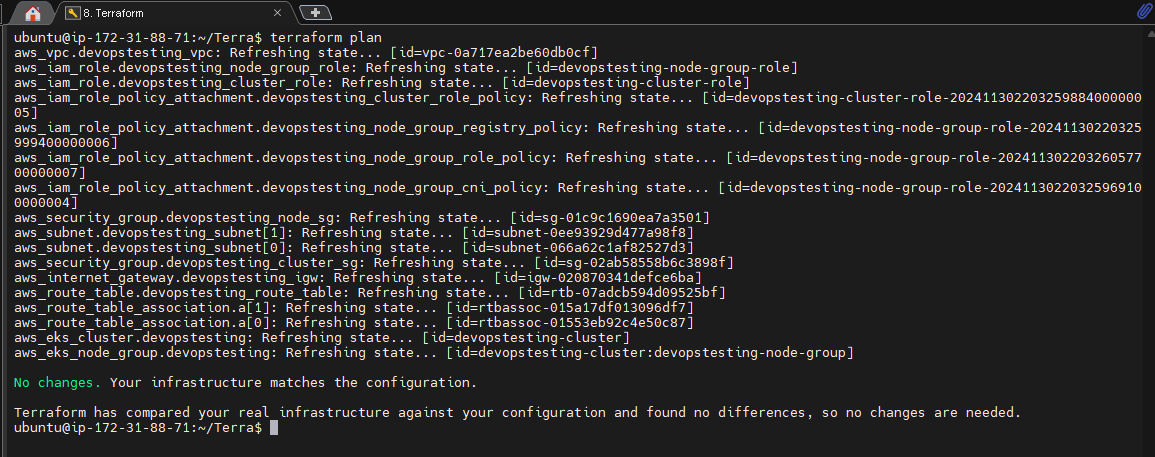 8. Terraform
ubuntu@ip-172-31-88-71:~/Terra$ terraform plan
aws_vpc.devopstesting_vpc: Refreshing state... [id=vpc-0a717ea2be60db0cf]
aws_iam_role.devopstesting_node_group_role: Refreshing state... [id=devopstesting-node-group-role]
aws_iam_role.devopstesting_cluster_role: Refreshing state... [id=devopstesting-cluster-role]
aws_iam_role_policy_attachment.devopstesting_cluster_role_policy: Refreshing state... [id=devopstesting-cluster-role-202411302203259884000000
05]
aws_iam_role_policy_attachment.devopstesting_node_group_registry_policy: Refreshing state... [id=devopstesting-node-group-role-20241130220325
999400000006]
aws_iam_role_policy_attachment.devopstesting_node_group_role_policy: Refreshing state... [id=devopstesting-node-group-role-202411302203260577
00000007]
aws_iam_role_policy_attachment.devopstesting_node_group_cni_policy: Refreshing state... [id=devopstesting-node-group-role-2024113022032596910
0000004]
aws_security_group.devopstesting_node_sg: Refreshing state... [id=sg-01c9c1690ea7a3501]
aws_subnet.devopstesting_subnet[1]: Refreshing state... [id=subnet-0ee93929d477a98f8]
aws_subnet.devopstesting_subnet[0]: Refreshing state... [id=subnet-066a62c1af82527d3]
aws_security_group.devopstesting_cluster_sg: Refreshing state... [id=sg-02ab58558b6c3898f]
aws_internet_gateway.devopstesting_igw: Refreshing state... [id=igw-020870341defce6ba]
aws_route_table.devopstesting_route_table: Refreshing state... [id=rtb-07adcb594d09525bf]
aws_route_table_association.a[1]: Refreshing state... [id=rtbassoc-015a17df013096df7]
aws_route_table_association.a[0]: Refreshing state... [id=rtbassoc-01553eb92c4e50c87]
aws_eks_cluster.devopstesting: Refreshing state... [id=devopstesting-cluster]
aws_eks_node_group.devopstesting: Refreshing state... [id=devopstesting-cluster:devopstesting-node-group]
No changes. Your infrastructure matches the configuration.
Terraform has compared your real infrastructure against your configuration and found no differences, so no changes are needed.
ubuntu@ip-172-31-88-71:~/Terra$